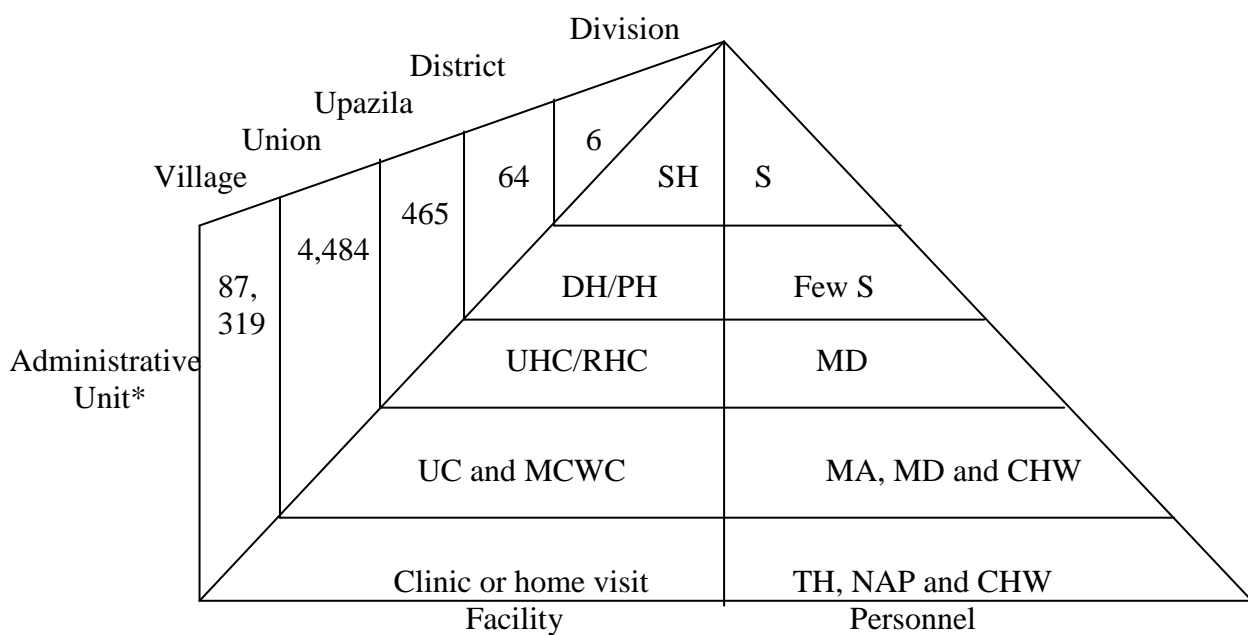 Division
District
Upazila
Union
Village
6
64
465
4,484
87,
319
Administrative
Unit*
SH
S
DH/PH
Few S
UHC/RHC
MD
UC and MCWC
MA, MD and CHW
Clinic or home visit
TH, NAP and CHW
Facility
Personnel